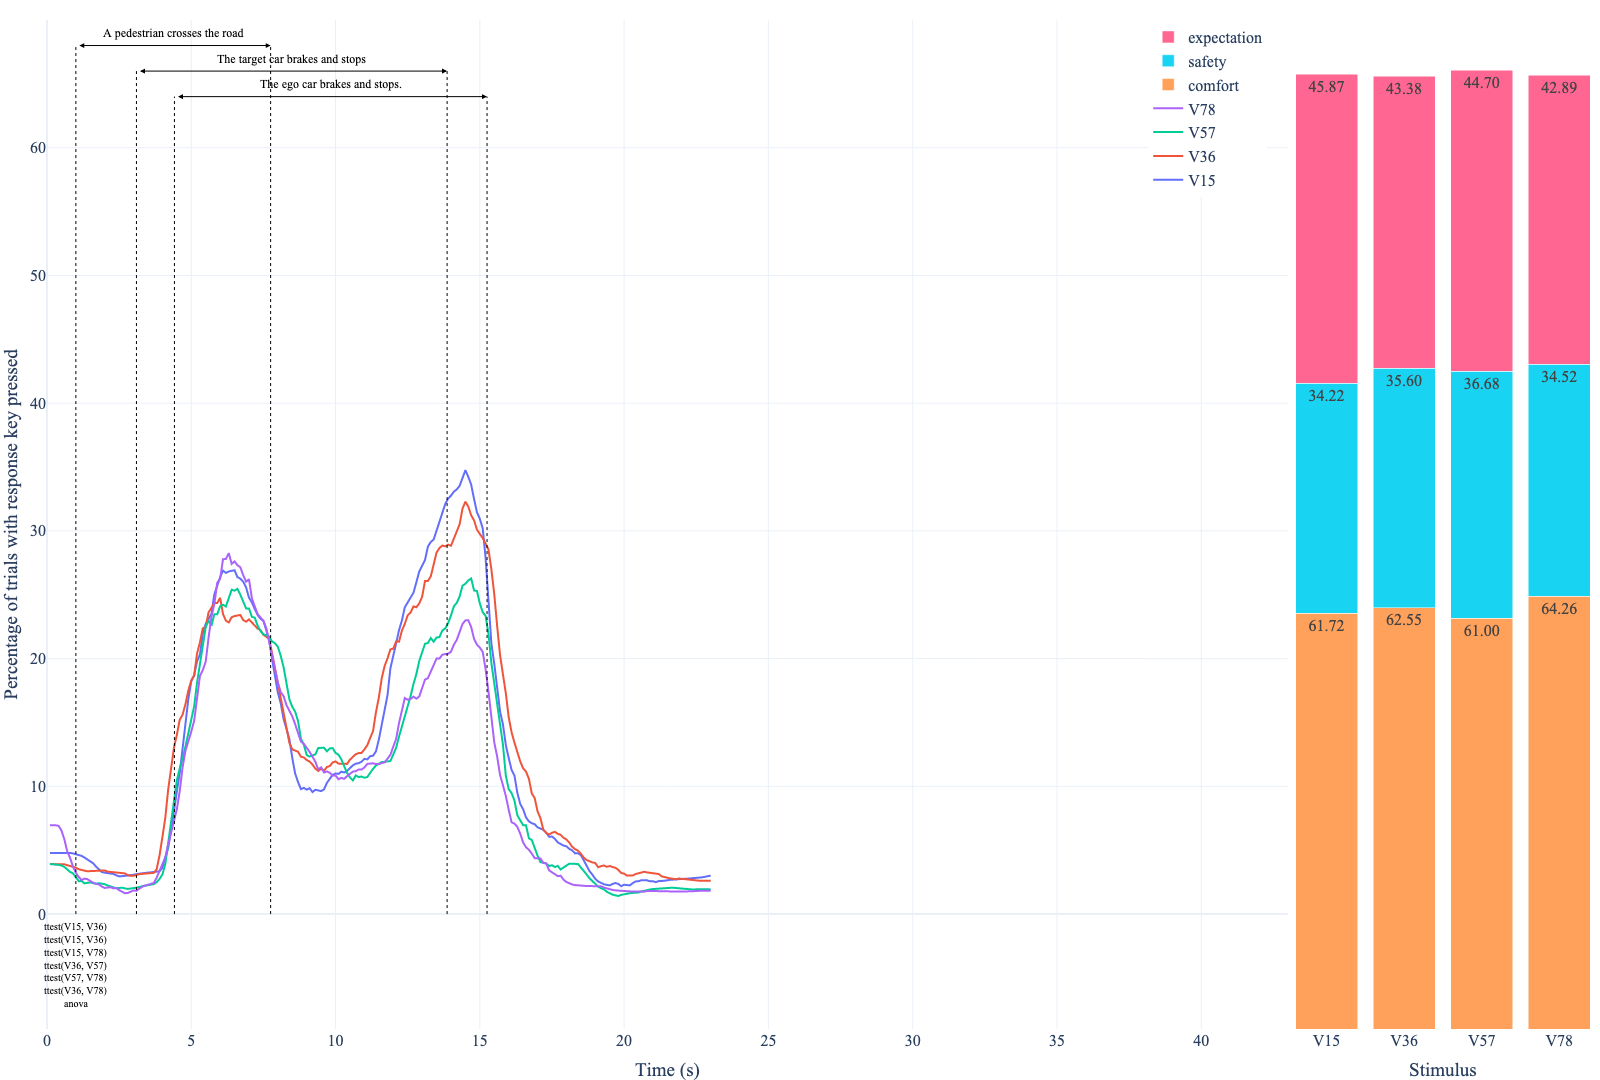 A pedestrian crosses the road
The target car brakes and stops
The ego car brakes and stops.
expectation
safety
comfort
V78
V57
V36
V15
Percentage of trials with response key pressed
60
50
40
30
20
10
0
ttest(V15, V36)
ttest(V15, V36)
ttest(V15, V78)
ttest(V36, V57)
ttest(V57, V78)
ttest(V36, V78)
anova
0 5 10 15 20 25 30 35 40
Time (s)
45.87 43.38 44.70 42.89
34.22 35.60 36.68 34.52
61.72 62.55 61.00 64.26
V15 V36 V57 V78
Stimulus